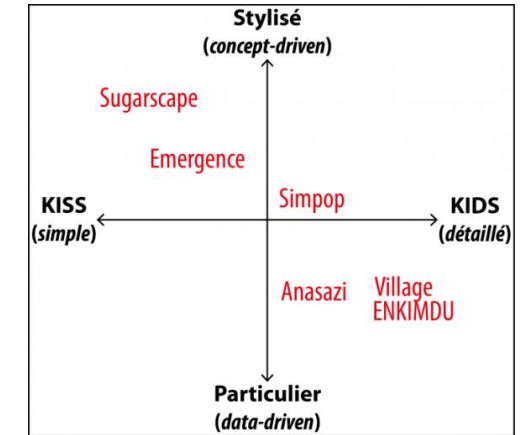 Stylisé
(concept-driven)
Sugarscape
Emergence
Simpop
KISS
(simple)
KIDS
(détaillé)
Anasazi
Village
ENKIMDU
Particulier
(data-driven)